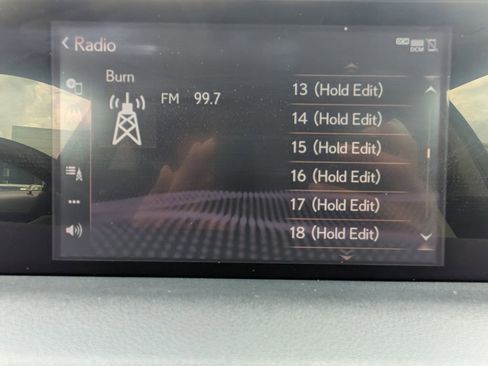 Radio
DCM
Burn
FM 99.7
13 (Hold Edit)
14 (Hold Edit)
15 (Hold Edit)
16 (Hold Edit)
17 (Hold Edit)
18 (Hold Edit)